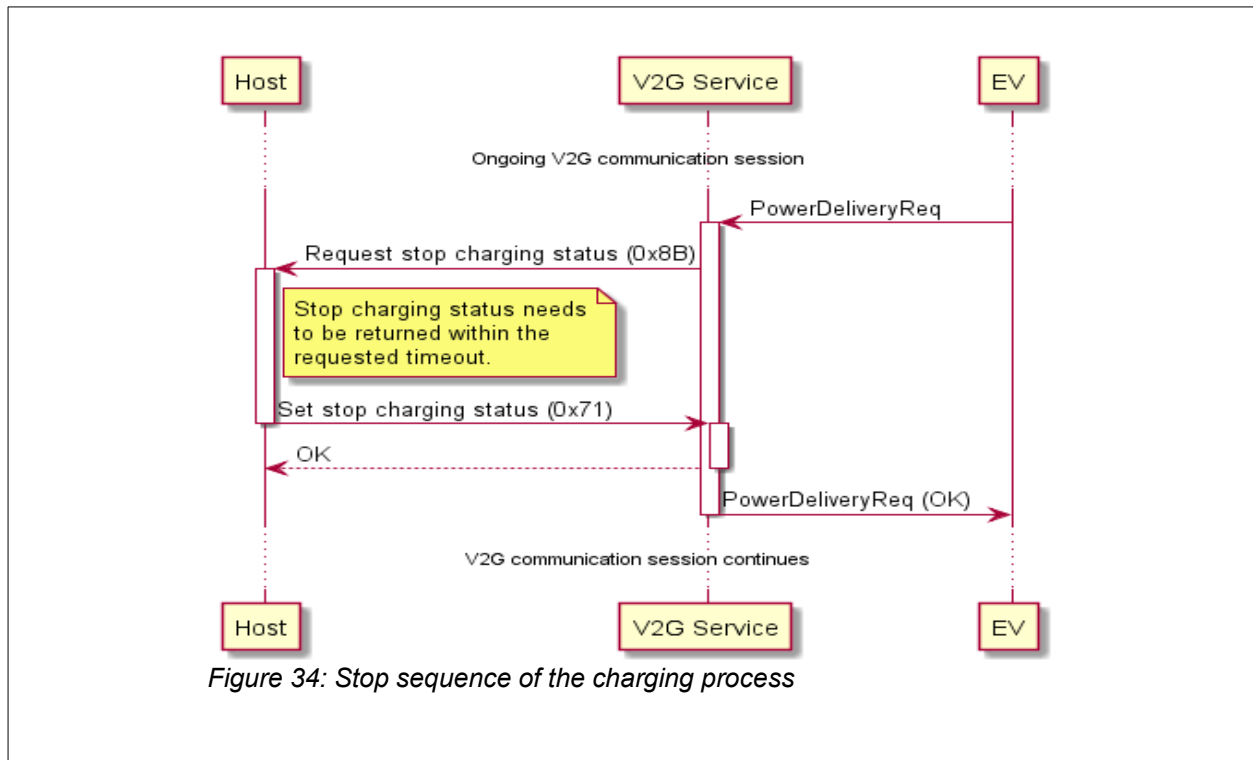 Host
V2G Service
EV
Ongoing V2G communication session
PowerDeliveryReq
Request stop charging status (0x8B)
Stop charging status needs
to be returned within the
requested timeout.
Set stop charging status (0x71)
OK
PowerDeliveryReq (OK)
V2G communication session continues
Host
V2G Service
EV
Figure 34: Stop sequence of the charging process